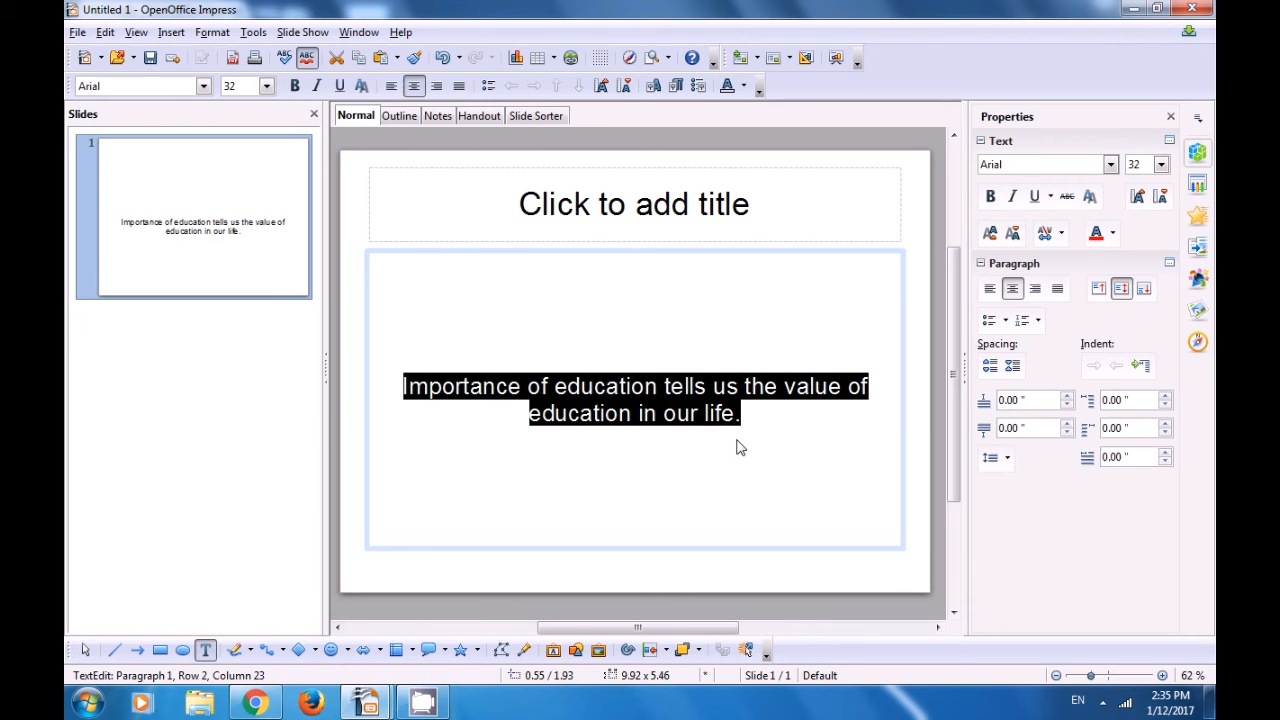 Untitled 1 - OpenOffice Impress
File Edit View Insert Format Tools Slide Show Window Help
Arial 32
Slides
Normal Outline Notes Handout Slide Sorter
Properties
1
Importance of education tells us the value of
education in our life.
Click to add title
Importance of education tells us the value of
education in our life.
Text
Arial 32
Paragraph
Spacing: Indent:
0.00 " 0.00 "
0.00 " 0.00 "
0.00 "
TextEdit: Paragraph 1, Row 2, Column 23 0.55 / 1.93 9.92 x 5.46 * Slide 1 / 1 Default 62 %
EN 2:35 PM
1/12/2017